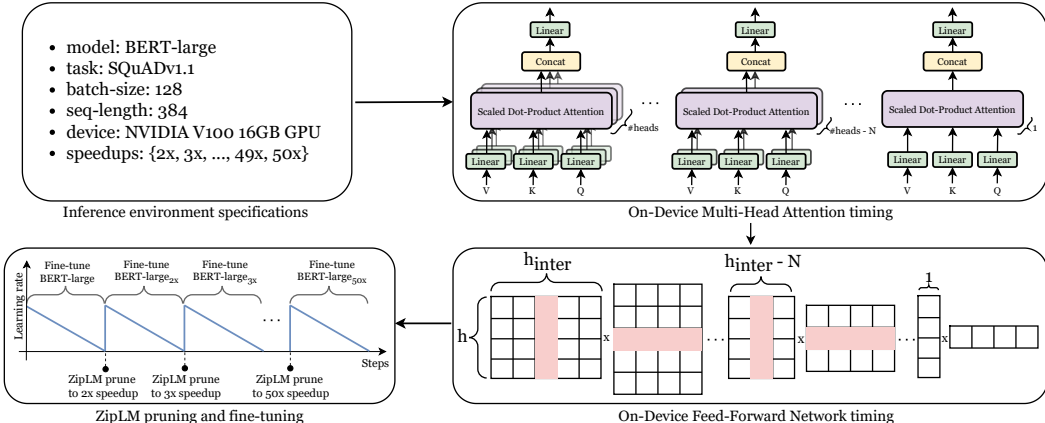 • model: BERT-large
• task: SQuADv1.1
• batch-size: 128
• seq-length: 384
• device: NVIDIA V100 16GB GPU
• speedups: {2x, 3x, ..., 49x, 50x}
Inference environment specifications
Linear
Concat
Scaled Dot-Product Attention
#heads
Linear Linear Linear
V K Q
...
Linear
Concat
Scaled Dot-Product Attention
#heads - N
Linear Linear Linear
V K Q
...
Linear
Concat
Scaled Dot-Product Attention
1
Linear Linear Linear
V K Q
On-Device Multi-Head Attention timing
Learning rate
Fine-tune
BERT-large
Fine-tune
BERT-large2x
Fine-tune
BERT-large3x
...
Fine-tune
BERT-large50x
Steps
ZipLM prune
to 2x speedup
ZipLM prune
to 3x speedup
ZipLM prune
to 50x speedup
ZipLM pruning and fine-tuning
hinter
h
x
...
hinter - N
x
...
1
x
On-Device Feed-Forward Network timing